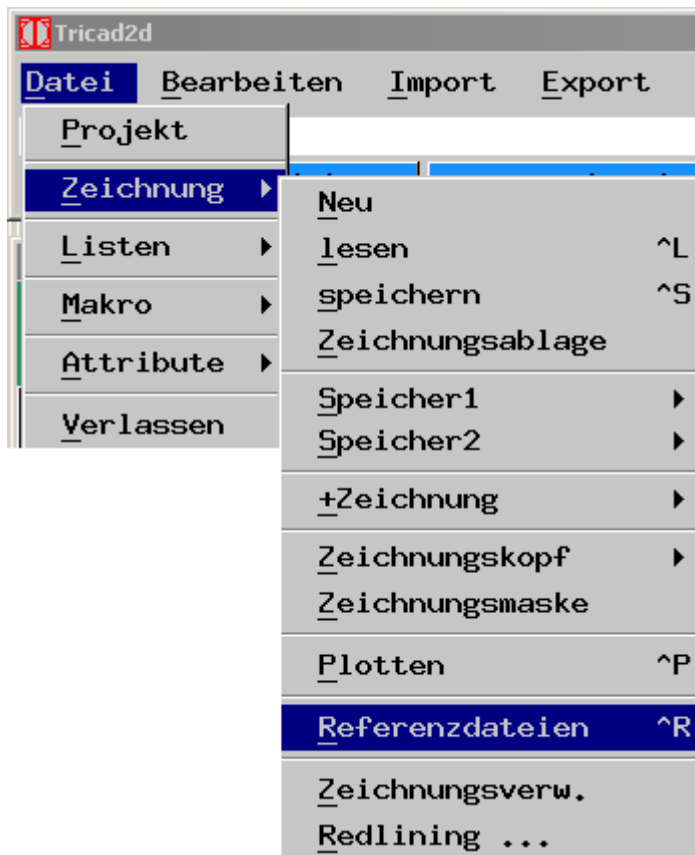 Tricad2d
Datei Bearbeiten Import Export
Projekt
Zeichnung
Listen
Makro
Attribute
Verlassen
Neu
lesen ^L
speichern ^S
Zeichnungsablage
Speicher1
Speicher2
+Zeichnung
Zeichnungskopf
Zeichnungsmaske
Plotten ^P
Referenzdateien ^R
Zeichnungsverw.
Redlining ...